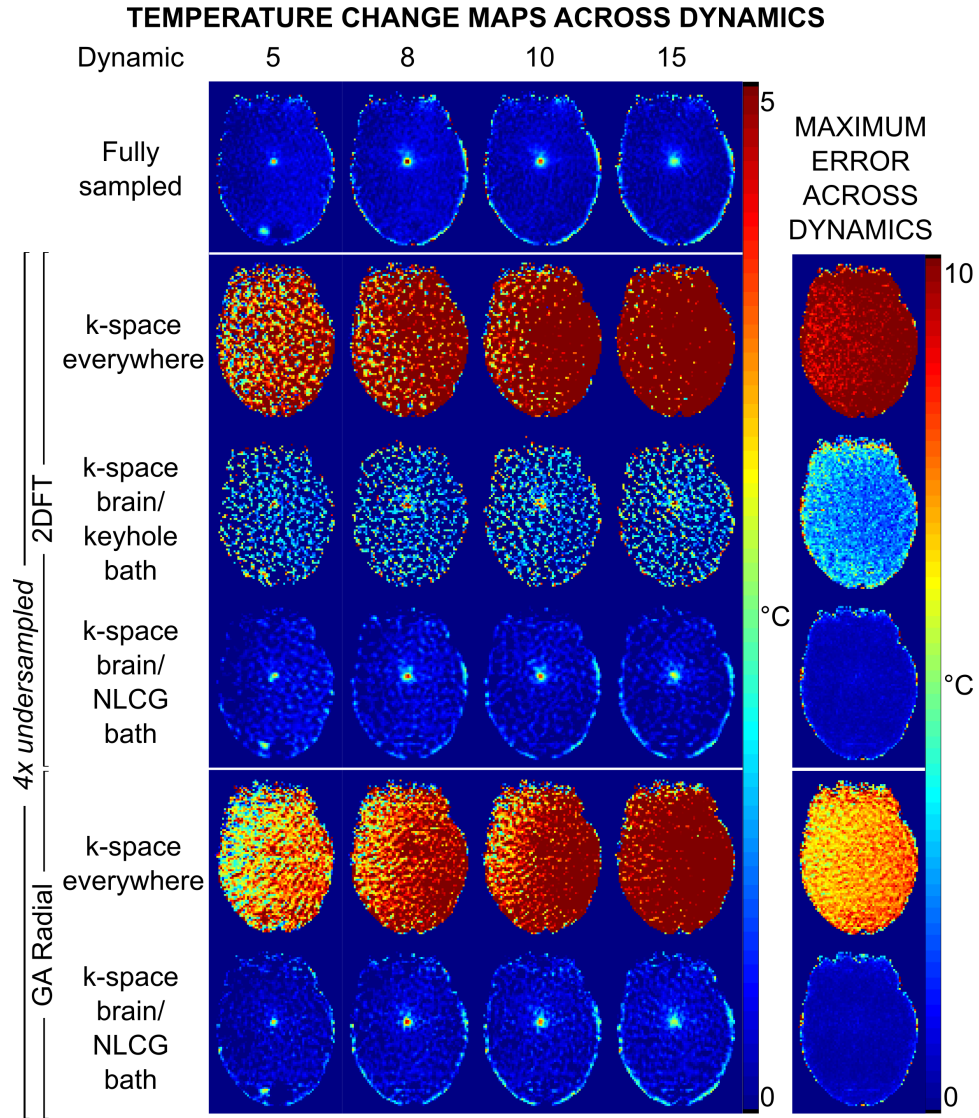 TEMPERATURE CHANGE MAPS ACROSS DYNAMICS
Dynamic 5 8 10 15
5
Fully
sampled
MAXIMUM
ERROR
ACROSS
DYNAMICS
10
k-space
everywhere
k-space
brain/
keyhole
bath
2DFT
4x undersampled
°C
k-space
brain/
NLCG
bath
°C
k-space
everywhere
GA Radial
k-space
brain/
NLCG
bath
0
0